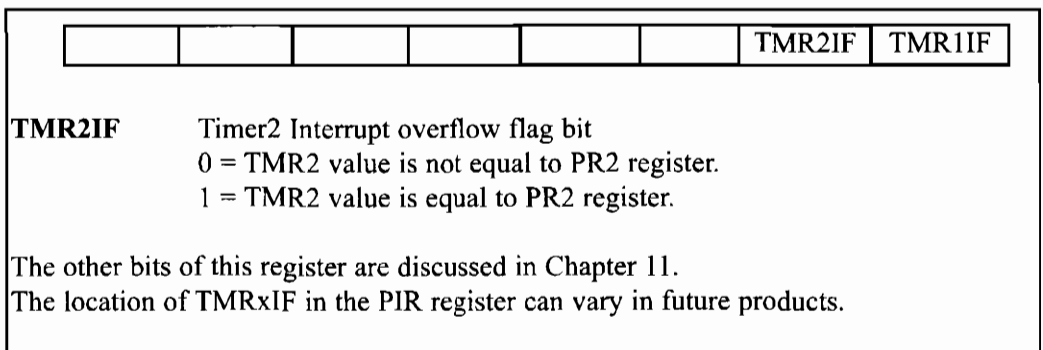 TMR2IF TMR1IF
TMR2IF Timer2 Interrupt overflow flag bit
0 = TMR2 value is not equal to PR2 register.
1 = TMR2 value is equal to PR2 register.
The other bits of this register are discussed in Chapter 11.
The location of TMRxIF in the PIR register can vary in future products.